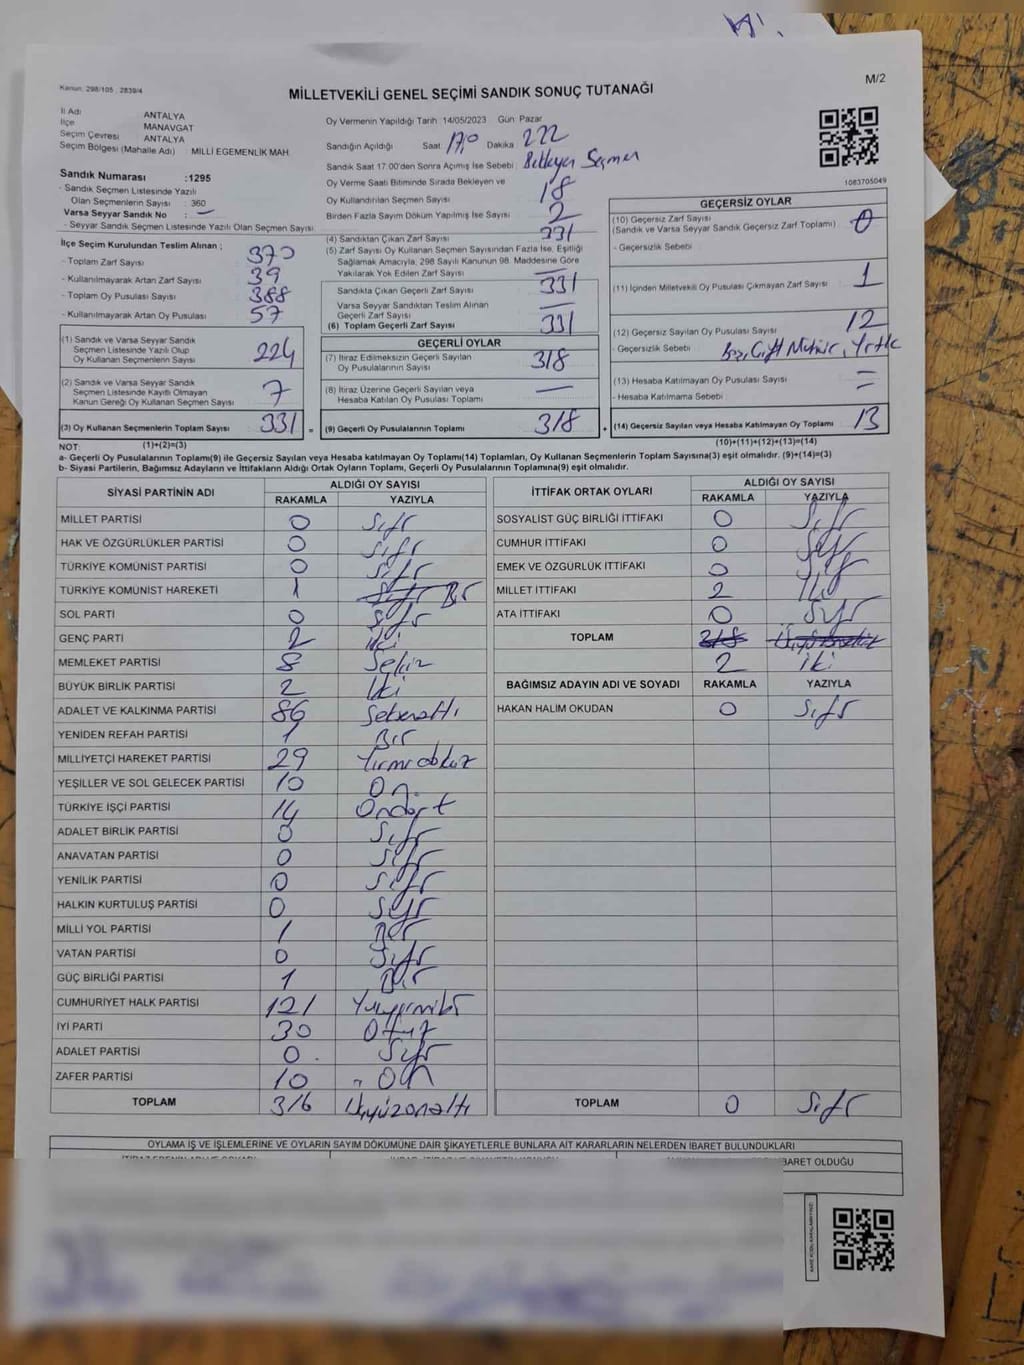 M/2
Kanun: 298/105 , 2839/4
MİLLETVEKİLİ GENEL SEÇİMİ SANDIK SONUÇ TUTANAĞI
İl Adı ANTALYA
İlçe MANAVGAT
Seçim Çevresi ANTALYA
Seçim Bölgesi (Mahalle Adı) : MİLLİ EGEMENLİK MAH.
Sandık Numarası :1295
- Sandık Seçmen Listesinde Yazılı
Olan Seçmenlerin Sayısı : 360
Varsa Seyyar Sandık No : —
- Seyyar Sandık Seçmen Listesinde Yazılı Olan Seçmen Sayısı
Oy Vermenin Yapıldığı Tarih 14/05/2023 Gün: Pazar
Sandığın Açıldığı Saat: 17,0 Dakika: 222
Sandık Saat 17:00'den Sonra Açılmış İse Sebebi: Bekleyen Seçmen
Oy Verme Saati Bitiminde Sırada Bekleyen ve
Oy Kullandırılan Seçmen Sayısı 18
Birden Fazla Sayım Döküm Yapılmış İse Sayısı 2
1083705049
İlçe Seçim Kurulundan Teslim Alınan ;
- Toplam Zarf Sayısı 370
- Kullanılmayarak Artan Zarf Sayısı 39
- Toplam Oy Pusulası Sayısı 388
- Kullanılmayarak Artan Oy Pusulası 57
(1) Sandık ve Varsa Seyyar Sandık
Seçmen Listesinde Yazılı Olup
Oy Kullanan Seçmenlerin Sayısı 224
(2) Sandık ve Varsa Seyyar Sandık
Seçmen Listesinde Kayıtlı Olmayan
Kanun Gereği Oy Kullanan Seçmen Sayısı 7
(3) Oy Kullanan Seçmenlerin Toplam Sayısı 331 =
(4) Sandıktan Çıkan Zarf Sayısı 331
(5) Zarf Sayısı Oy Kullanan Seçmen Sayısından Fazla İse, Eşitliği
Sağlamak Amacıyla, 298 Sayılı Kanunun 98. Maddesine Göre
Yakılarak Yok Edilen Zarf Sayısı —
Sandıkta Çıkan Geçerli Zarf Sayısı 331
Varsa Seyyar Sandıktan Teslim Alınan
Geçerli Zarf Sayısı —
(6) Toplam Geçerli Zarf Sayısı 331
GEÇERLİ OYLAR
(7) İtiraz Edilmeksizin Geçerli Sayılan
Oy Pusulalarının Sayısı 318
(8) İtiraz Üzerine Geçerli Sayılan veya
Hesaba Katılan Oy Pusulası Toplamı —
(9) Geçerli Oy Pusulalarının Toplamı 318 +
GEÇERSİZ OYLAR
(10) Geçersiz Zarf Sayısı 0
(Sandık ve Varsa Seyyar Sandık Geçersiz Zarf Toplamı)
- Geçersizlik Sebebi
(11) İçinden Milletvekili Oy Pusulası Çıkmayan Zarf Sayısı 1
(12) Geçersiz Sayılan Oy Pusulası Sayısı 12
- Geçersizlik Sebebi Çift Mühür, Yırtık
(13) Hesaba Katılmayan Oy Pusulası Sayısı —
- Hesaba Katılmama Sebebi —
(14) Geçersiz Sayılan veya Hesaba Katılmayan Oy Toplamı 13
NOT: (1)+(2)=(3) (10)+(11)+(12)+(13)=(14)
a- Geçerli Oy Pusulalarının Toplamı(9) ile Geçersiz Sayılan veya Hesaba Katılmayan Oy Toplamı(14) Toplamları, Oy Kullanan Seçmenlerin Toplam Sayısına(3) eşit olmalıdır. (9)+(14)=(3)
b- Siyasi Partilerin, Bağımsız Adayların ve İttifakların Aldığı Ortak Oyların Toplamı, Geçerli Oy Pusulalarının Toplamına(9) eşit olmalıdır.
SİYASİ PARTİNİN ADI ALDIĞI OY SAYISI
RAKAMLA YAZIYLA
MİLLET PARTİSİ 0 Sıfır
HAK VE ÖZGÜRLÜKLER PARTİSİ 0 Sıfır
TÜRKİYE KOMÜNİST PARTİSİ 0 Sıfır
TÜRKİYE KOMÜNİST HAREKETİ 1 Sıfır Bir
SOL PARTİ 0 Sıfır
GENÇ PARTİ 2 iki
MEMLEKET PARTİSİ 8 Sekiz
BÜYÜK BİRLİK PARTİSİ 2 İki
ADALET VE KALKINMA PARTİSİ 86 Seksenaltı
YENİDEN REFAH PARTİSİ 1 Bir
MİLLİYETÇİ HAREKET PARTİSİ 29 Yirmidokuz
YEŞİLLER VE SOL GELECEK PARTİSİ 10 On
TÜRKİYE İŞÇİ PARTİSİ 14 Ondört
ADALET BİRLİK PARTİSİ 0 Sıfır
ANAVATAN PARTİSİ 0 Sıfır
YENİLİK PARTİSİ 0 Sıfır
HALKIN KURTULUŞ PARTİSİ 0 Sıfır
MİLLİ YOL PARTİSİ 1 Bir
VATAN PARTİSİ 0 Sıfır
GÜÇ BİRLİĞİ PARTİSİ 1 Bir
CUMHURİYET HALK PARTİSİ 121 Yüzyirmibir
İYİ PARTİ 30 Otuz
ADALET PARTİSİ 0 Sıfır
ZAFER PARTİSİ 10 On
TOPLAM 316 Üçyüzonaltı
İTTİFAK ORTAK OYLARI ALDIĞI OY SAYISI
RAKAMLA YAZIYLA
SOSYALİST GÜÇ BİRLİĞİ İTTİFAKI 0 Sıfır
CUMHUR İTTİFAKI 0 Sıfır
EMEK VE ÖZGÜRLÜK İTTİFAKI 0 Sıfır
MİLLET İTTİFAKI 2 İki
ATA İTTİFAKI 0 Sıfır
TOPLAM 318
2 İki
BAĞIMSIZ ADAYIN ADI VE SOYADI RAKAMLA YAZIYLA
HAKAN HALİM OKUDAN 0 Sıfır
TOPLAM 0 Sıfır
OYLAMA İŞ VE İŞLEMLERİNE VE OYLARIN SAYIM DÖKÜMÜNE DAİR ŞİKAYETLERLE BUNLARA AİT KARARLARIN NELERDEN İBARET BULUNDUKLARI
BARET OLDUĞU